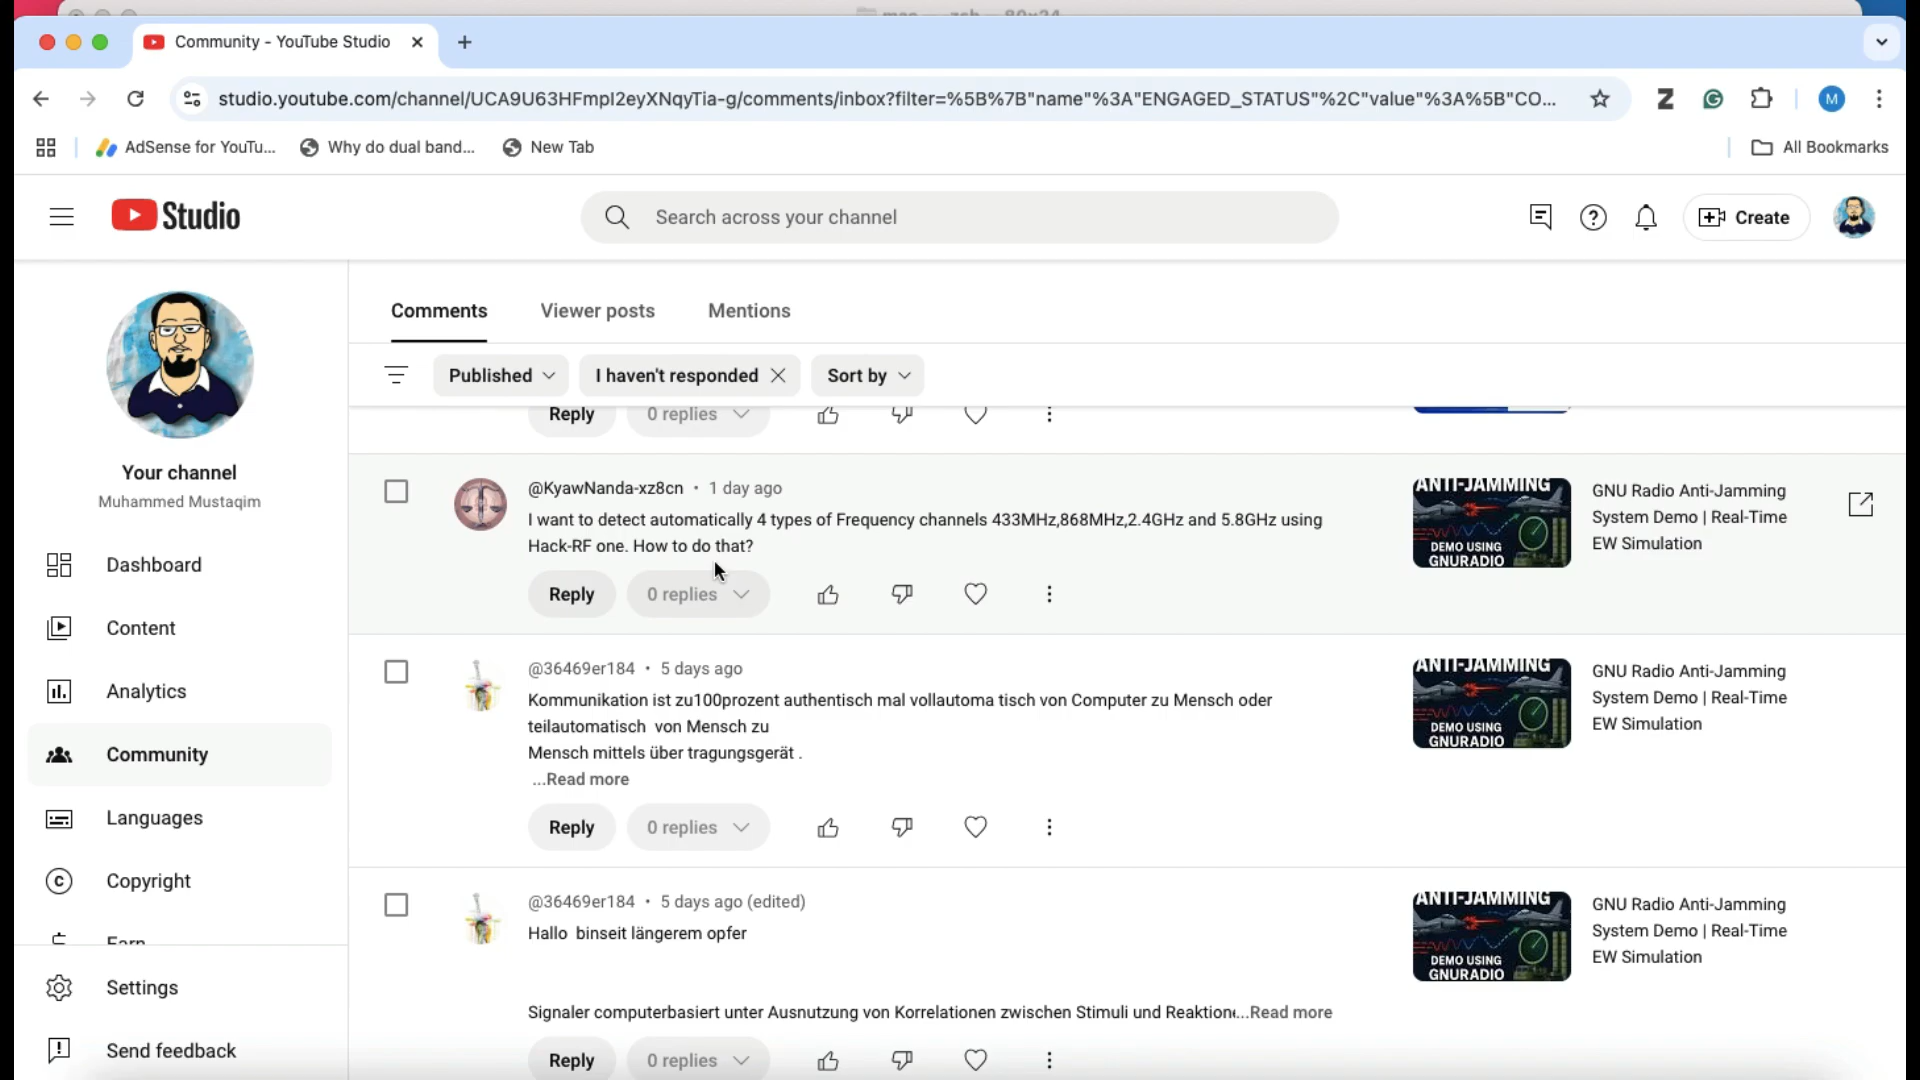 Community - YouTube Studio
studio.youtube.com/channel/UCA9U63HFmpI2eyXNqyTia-g/comments/inbox?filter=%5B%7B"name"%3A"ENGAGED_STATUS"%2C"value"%3A%5B"CO...
M
AdSense for YouTu...
Why do dual band...
New Tab
All Bookmarks
Studio
Search across your channel
Create
Your channel
Muhammed Mustaqim
Dashboard
Content
Analytics
Community
Languages
Copyright
Earn
Settings
Send feedback
Comments
Viewer posts
Mentions
Published
I haven't responded
Sort by
Reply
0 replies
@KyawNanda-xz8cn • 1 day ago
I want to detect automatically 4 types of Frequency channels 433MHz,868MHz,2.4GHz and 5.8GHz using
Hack-RF one. How to do that?
Reply
0 replies
ANTI-JAMMING
DEMO USING
GNURADIO
GNU Radio Anti-Jamming
System Demo | Real-Time
EW Simulation
@36469er184 • 5 days ago
Kommunikation ist zu100prozent authentisch mal vollautoma tisch von Computer zu Mensch oder
teilautomatisch von Mensch zu
Mensch mittels über tragungsgerät .
...Read more
Reply
0 replies
ANTI-JAMMING
DEMO USING
GNURADIO
GNU Radio Anti-Jamming
System Demo | Real-Time
EW Simulation
@36469er184 • 5 days ago (edited)
Hallo binseit längerem opfer
Signaler computerbasiert unter Ausnutzung von Korrelationen zwischen Stimuli und Reaktion...Read more
Reply
0 replies
ANTI-JAMMING
DEMO USING
GNURADIO
GNU Radio Anti-Jamming
System Demo | Real-Time
EW Simulation